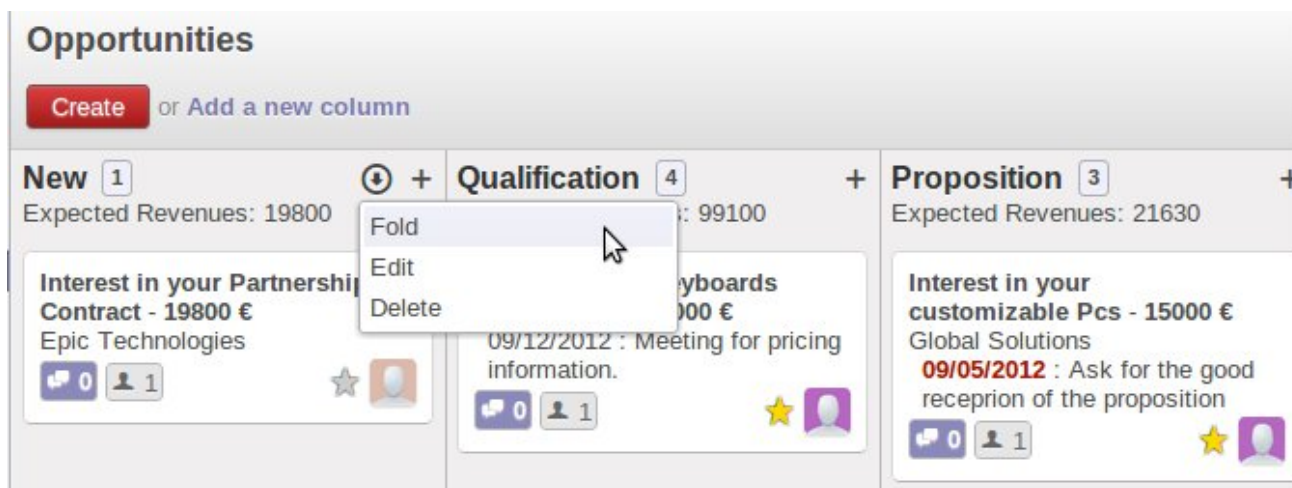 Opportunities
Create or Add a new column
New 1
Expected Revenues: 19800
Fold
Edit
Delete
Interest in your Partnership
Contract - 19800 €
Epic Technologies
0 1
Qualification 4
: 99100
09/12/2012 : Meeting for pricing
information.
0 1
Proposition 3
Expected Revenues: 21630
Interest in your
customizable Pcs - 15000 €
Global Solutions
09/05/2012 : Ask for the good
receprion of the proposition
0 1